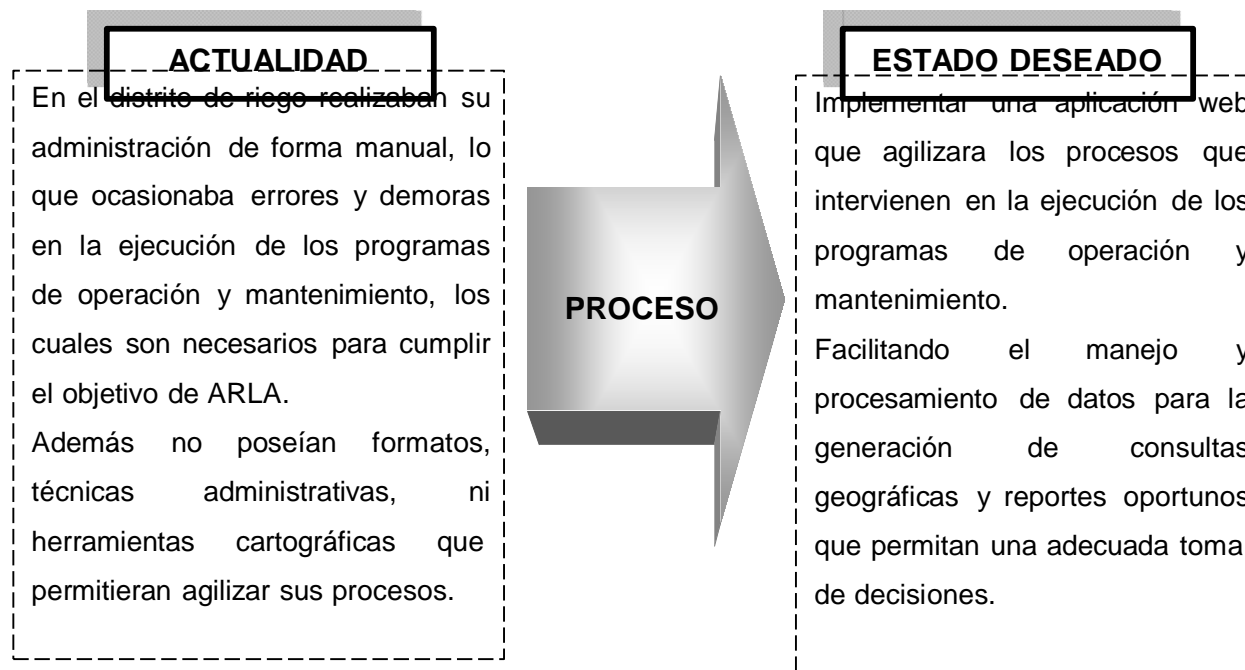 ACTUALIDAD
En el distrito de riego realizaban su
administración de forma manual, lo
que ocasionaba errores y demoras
en la ejecución de los programas
de operación y mantenimiento, los
cuales son necesarios para cumplir
el objetivo de ARLA.
Además no poseían formatos,
técnicas administrativas, ni
herramientas cartográficas que
permitieran agilizar sus procesos.
PROCESO
ESTADO DESEADO
Implementar una aplicación web
que agilizara los procesos que
intervienen en la ejecución de los
programas de operación y
mantenimiento.
Facilitando el manejo y
procesamiento de datos para la
generación de consultas
geográficas y reportes oportunos
que permitan una adecuada toma
de decisiones.